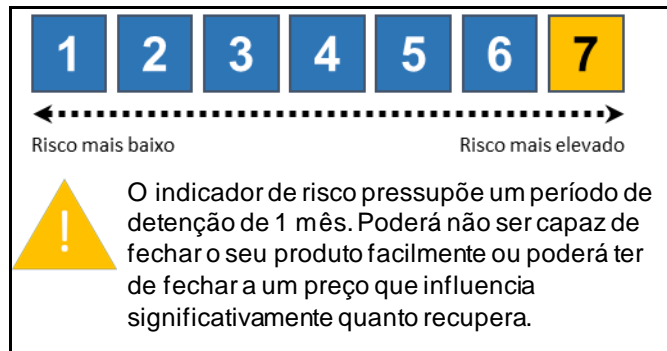 1 2 3 4 5 6 7
Risco mais baixo Risco mais elevado
!
O indicador de risco pressupõe um período de
detenção de 1 mês. Poderá não ser capaz de
fechar o seu produto facilmente ou poderá ter
de fechar a um preço que influencia
significativamente quanto recupera.